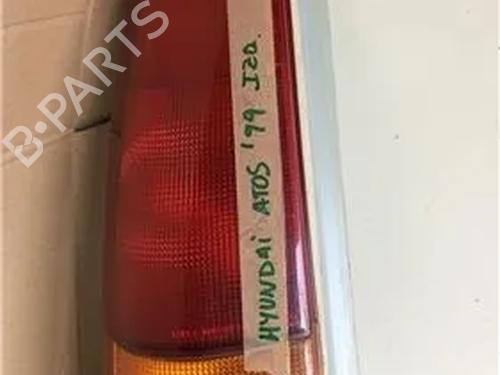 HYUNDAI ATOS '99 IZQ.
B-PARTS